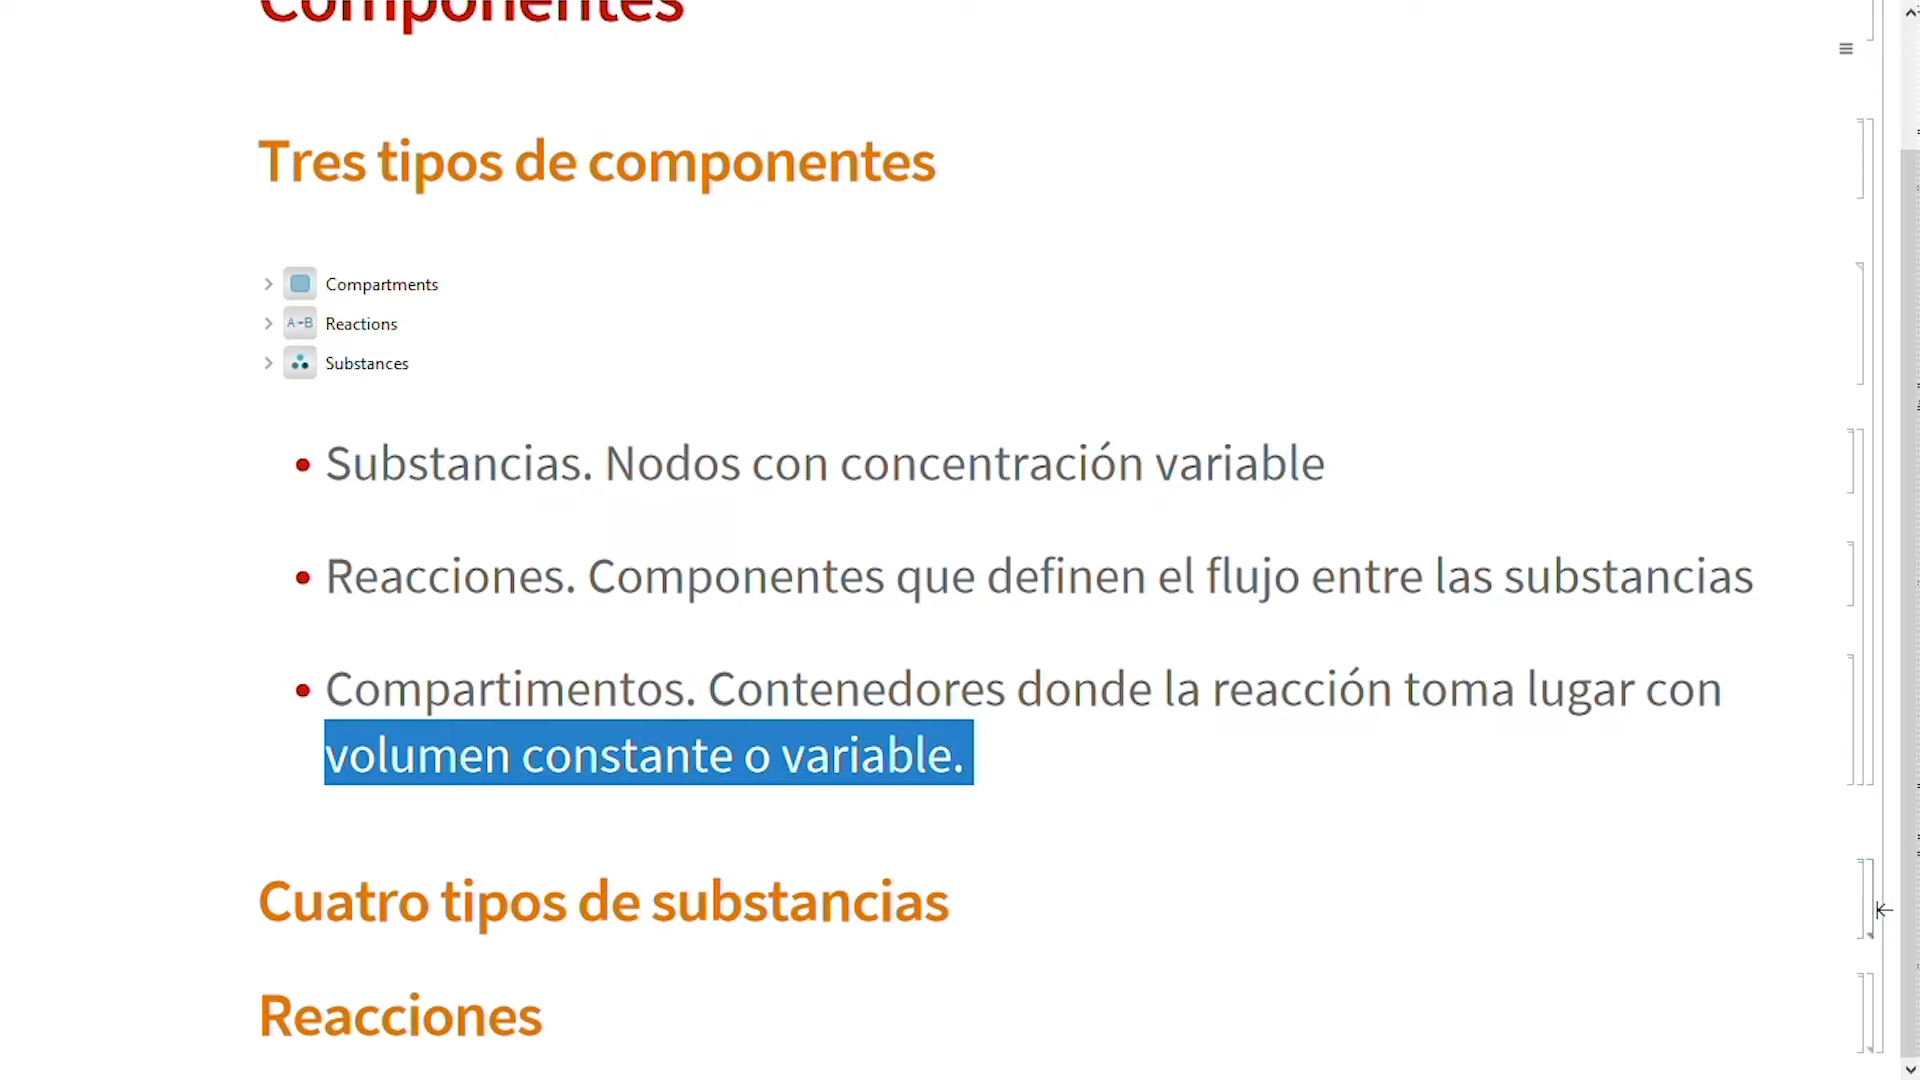 Componentes
Tres tipos de componentes
Compartments
A→B Reactions
Substances
• Substancias. Nodos con concentración variable
• Reacciones. Componentes que definen el flujo entre las substancias
• Compartimentos. Contenedores donde la reacción toma lugar con
volumen constante o variable.
Cuatro tipos de substancias
Reacciones